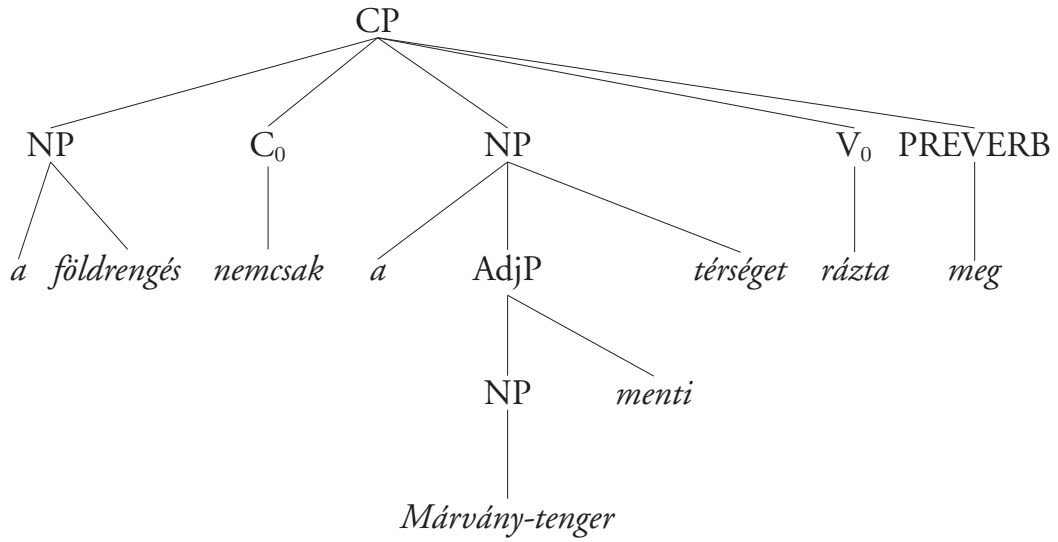 CP
NP C₀ NP V₀ PREVERB
a földrengés nemcsak a AdjP térséget rázta meg
NP menti
Márvány-tenger